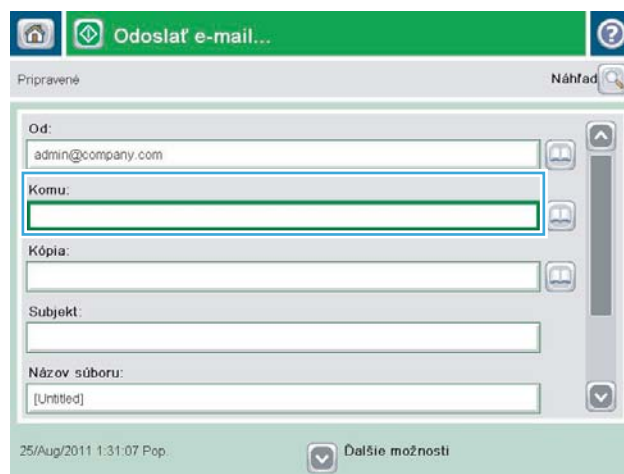 Odoslať e-mail...
Pripravené
Náhľad
Od:
admin@company.com
Komu:
Kópia:
Subjekt:
Názov súboru:
[Untitled]
25/Aug/2011 1:31:07 Pop.
Ďalšie možnosti